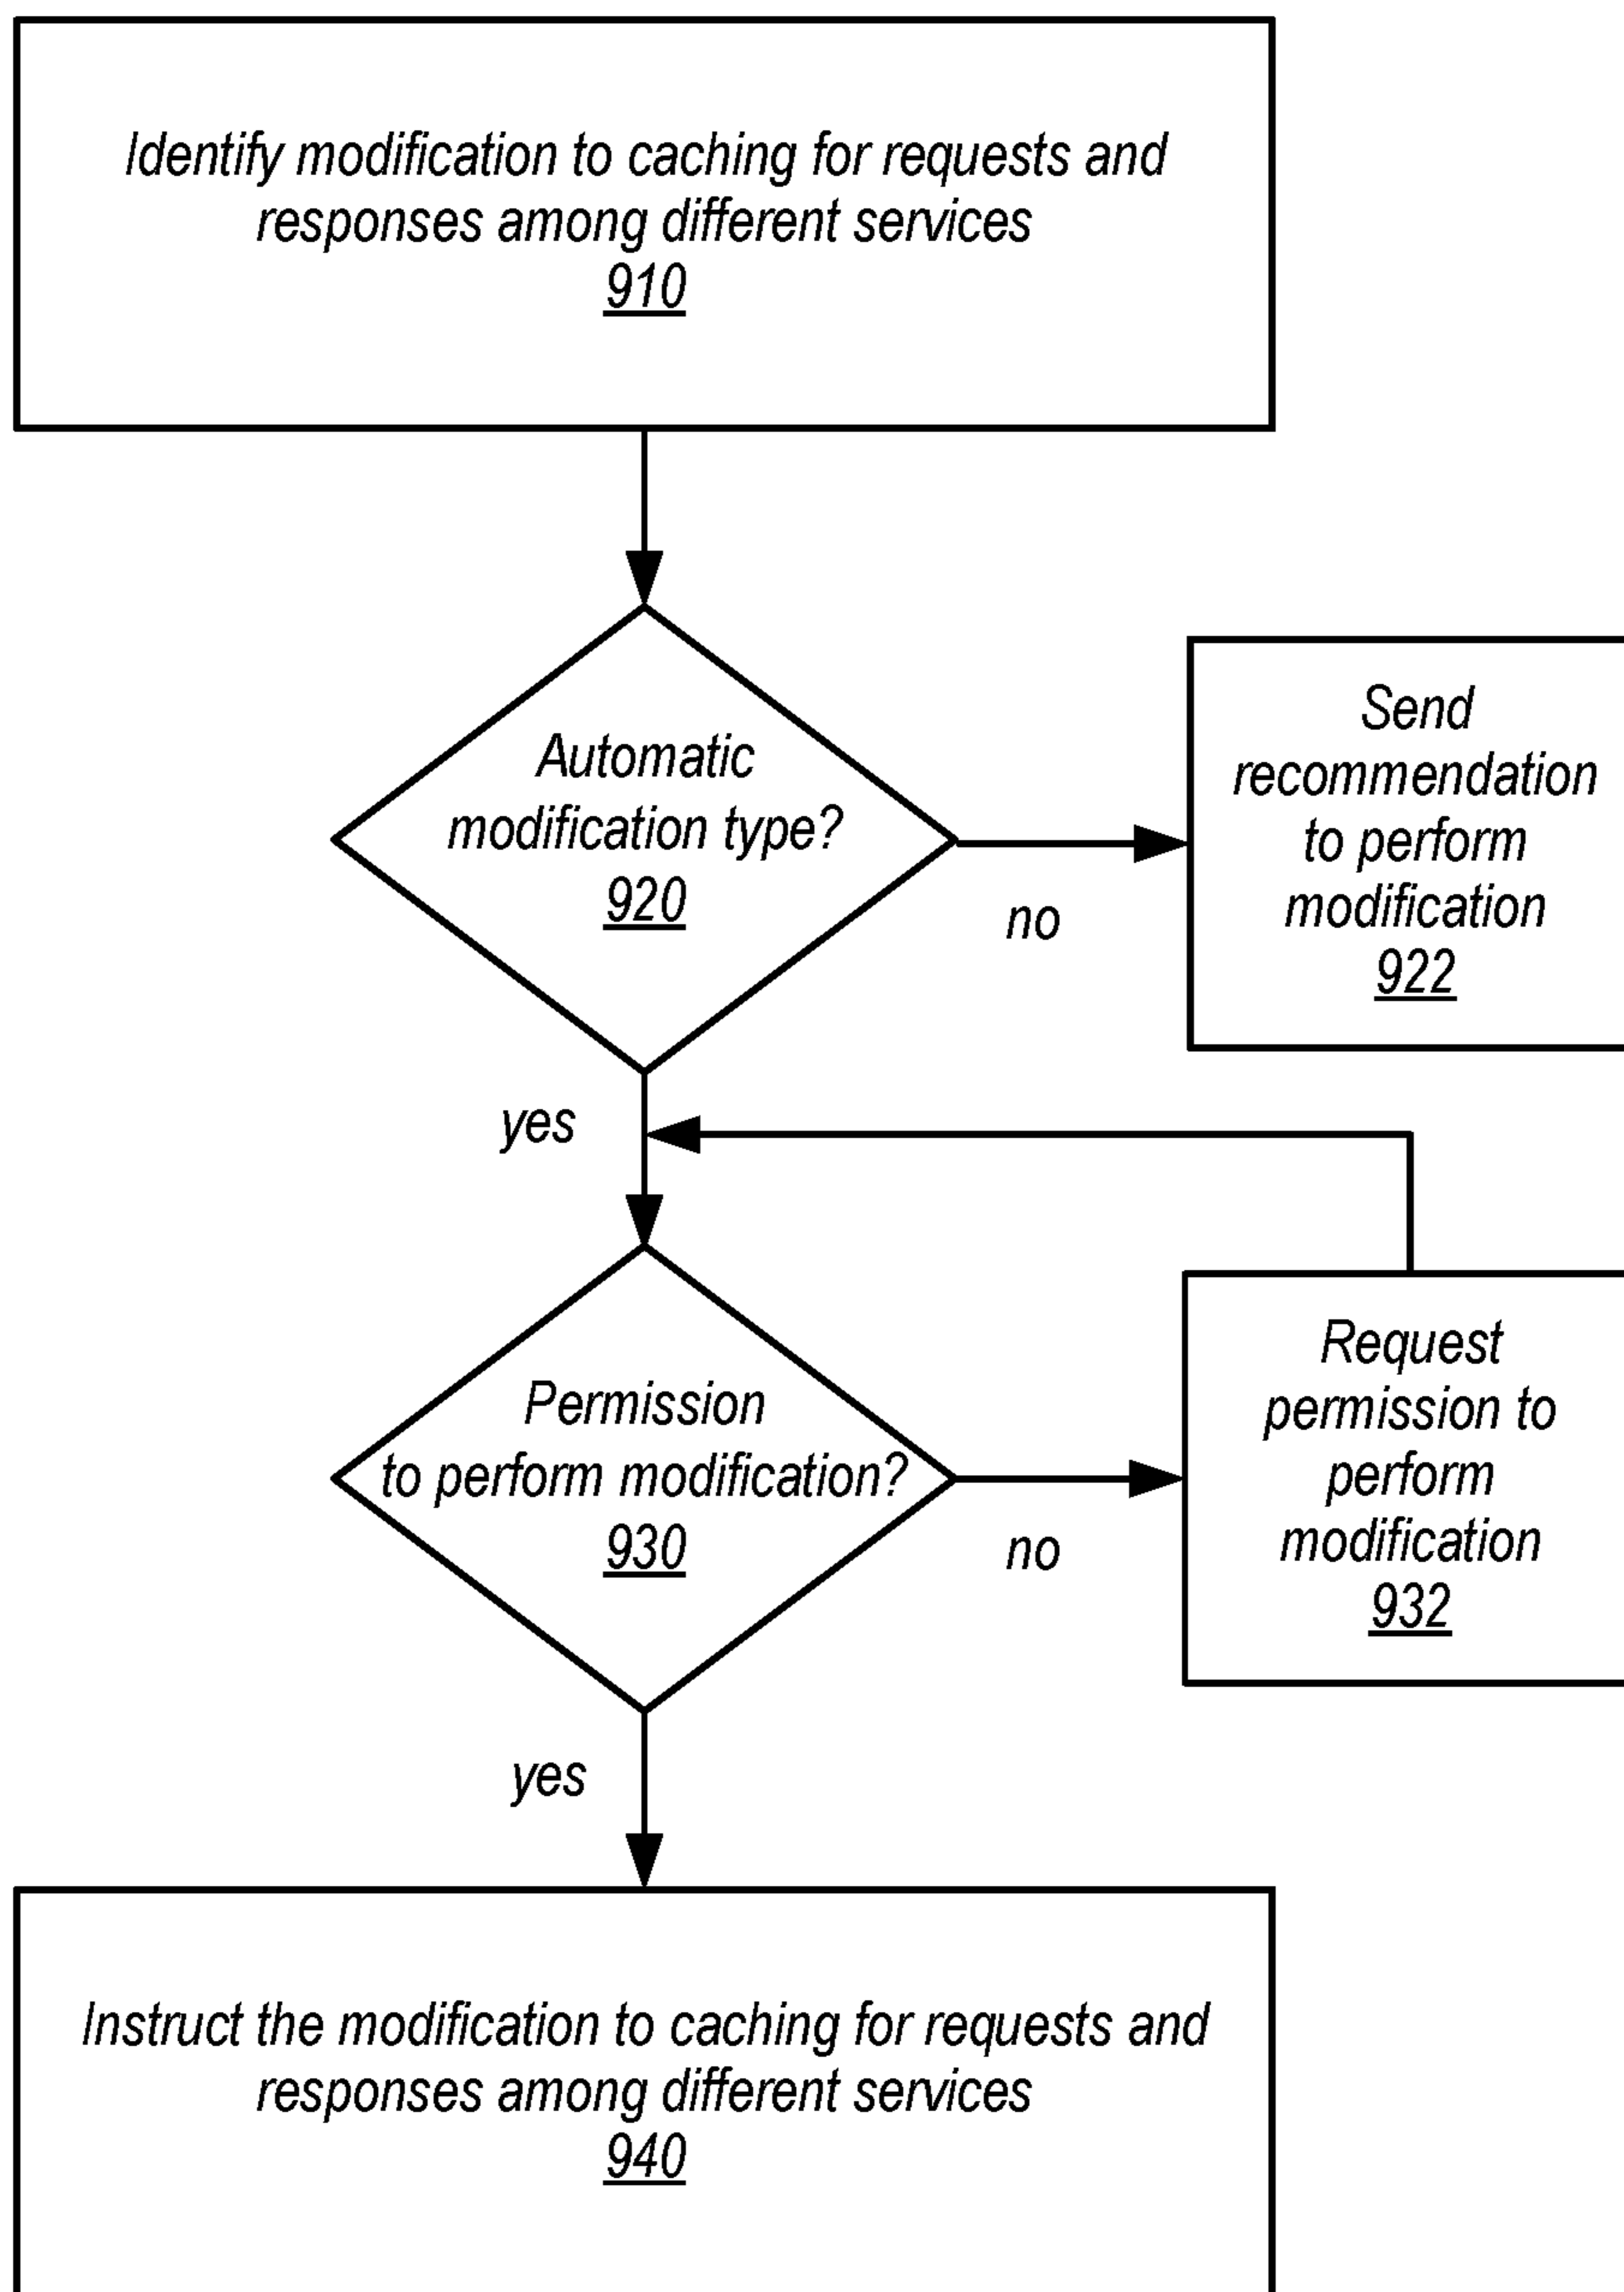 Identify modification to caching for requests and
responses among different services
910
Automatic
modification type?
920
no
Send
recommendation
to perform
modification
922
yes
Permission
to perform modification?
930
no
Request
permission to
perform
modification
932
yes
Instruct the modification to caching for requests and
responses among different services
940